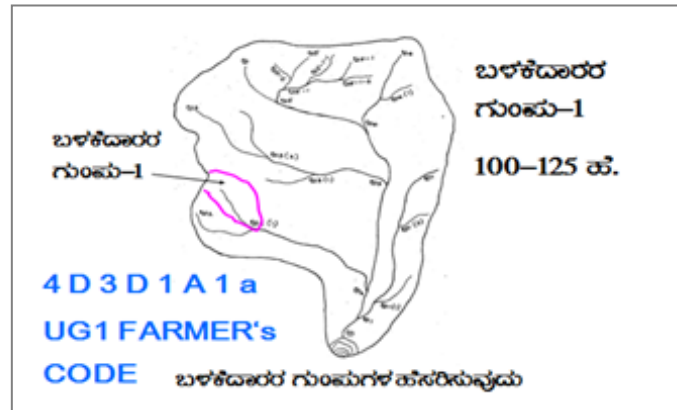 ಬಳಕೆದಾರರ
ಗುಂಪು–1
100–125 ಹೆ.
ಬಳಕೆದಾರರ
ಗುಂಪು–1
4 D 3 D 1 A 1 a
UG1 FARMER's
CODE
ಬಳಕೆದಾರರ ಗುಂಪುಗಳ ಹೆಸರಿಸುವುದು